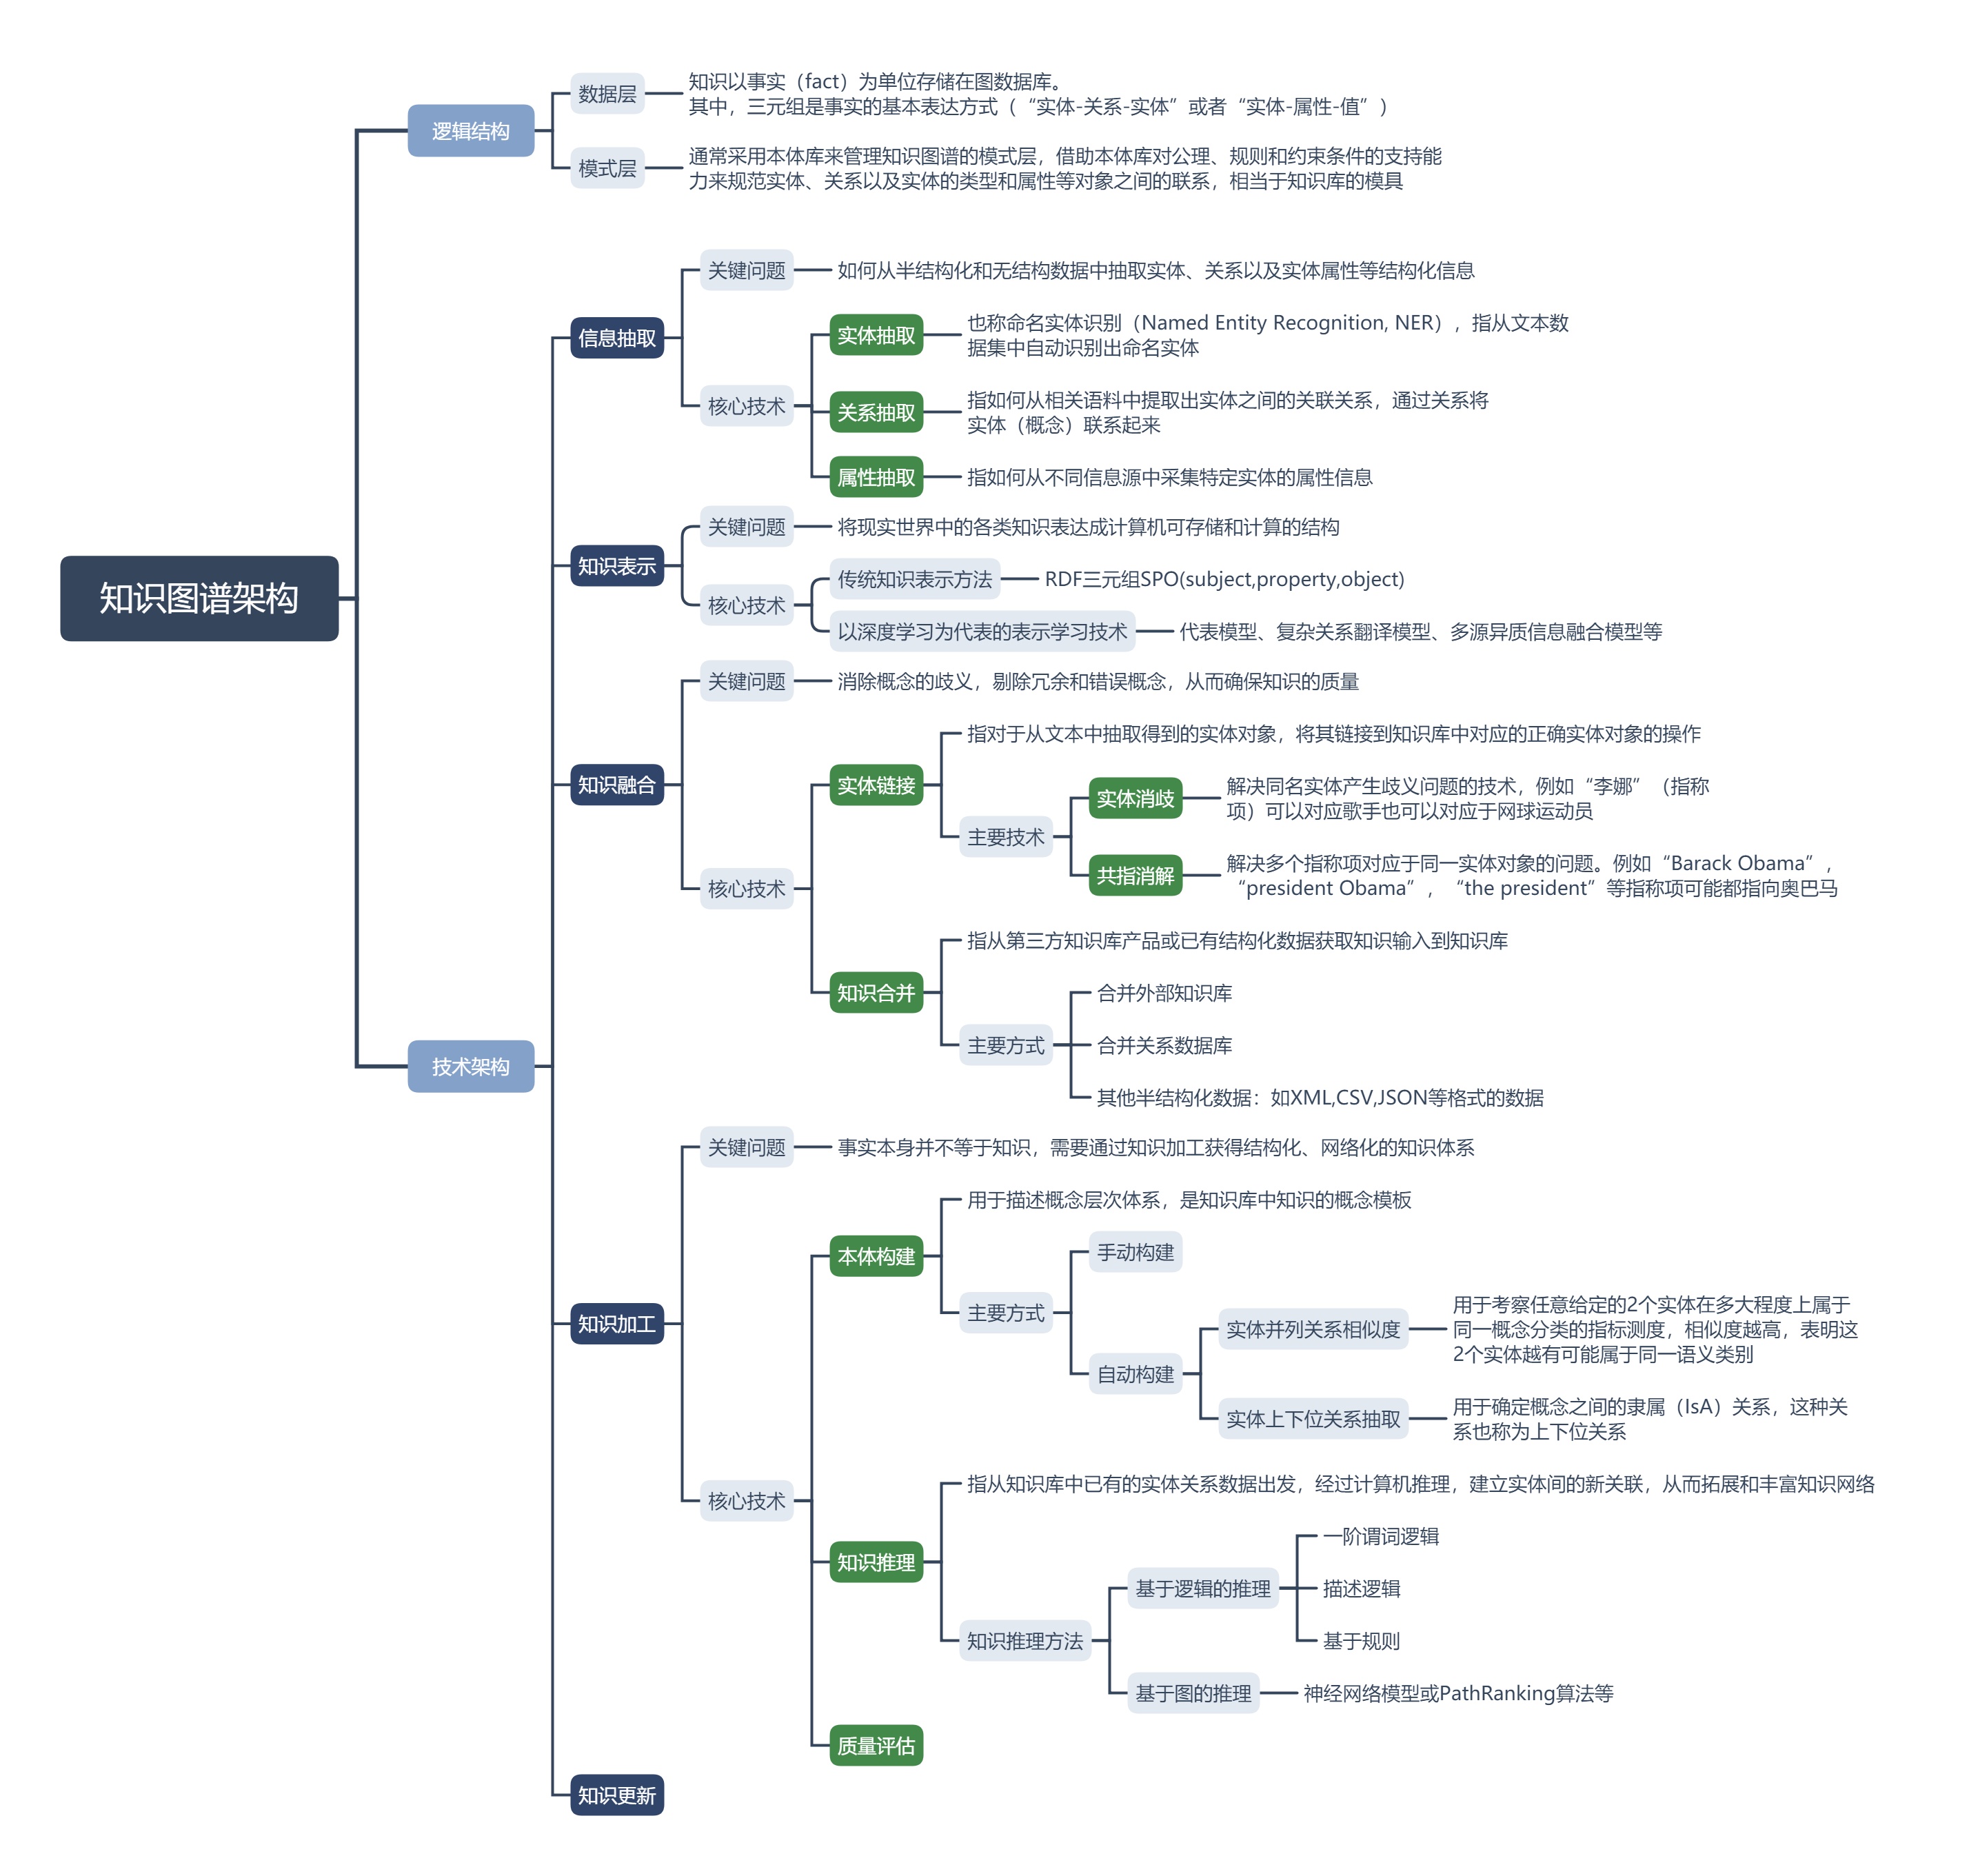 知识图谱架构
逻辑结构
数据层
知识以事实（fact）为单位存储在图数据库。
其中，三元组是事实的基本表达方式（“实体-关系-实体”或者“实体-属性-值”）
模式层
通常采用本体库来管理知识图谱的模式层，借助本体库对公理、规则和约束条件的支持能
力来规范实体、关系以及实体的类型和属性等对象之间的联系，相当于知识库的模具
技术架构
信息抽取
关键问题
如何从半结构化和无结构数据中抽取实体、关系以及实体属性等结构化信息
核心技术
实体抽取
也称命名实体识别（Named Entity Recognition, NER），指从文本数
据集中自动识别出命名实体
关系抽取
指如何从相关语料中提取出实体之间的关联关系，通过关系将
实体（概念）联系起来
属性抽取
指如何从不同信息源中采集特定实体的属性信息
知识表示
关键问题
将现实世界中的各类知识表达成计算机可存储和计算的结构
核心技术
传统知识表示方法
RDF三元组SPO(subject,property,object)
以深度学习为代表的表示学习技术
代表模型、复杂关系翻译模型、多源异质信息融合模型等
知识融合
关键问题
消除概念的歧义，剔除冗余和错误概念，从而确保知识的质量
核心技术
实体链接
指对于从文本中抽取得到的实体对象，将其链接到知识库中对应的正确实体对象的操作
主要技术
实体消歧
解决同名实体产生歧义问题的技术，例如“李娜”（指称
项）可以对应歌手也可以对应于网球运动员
共指消解
解决多个指称项对应于同一实体对象的问题。例如“Barack Obama”，
“president Obama”，“the president”等指称项可能都指向奥巴马
知识合并
指从第三方知识库产品或已有结构化数据获取知识输入到知识库
主要方式
合并外部知识库
合并关系数据库
其他半结构化数据：如XML,CSV,JSON等格式的数据
知识加工
关键问题
事实本身并不等于知识，需要通过知识加工获得结构化、网络化的知识体系
核心技术
本体构建
用于描述概念层次体系，是知识库中知识的概念模板
主要方式
手动构建
自动构建
实体并列关系相似度
用于考察任意给定的2个实体在多大程度上属于
同一概念分类的指标测度，相似度越高，表明这
2个实体越有可能属于同一语义类别
实体上下位关系抽取
用于确定概念之间的隶属（IsA）关系，这种关
系也称为上下位关系
知识推理
指从知识库中已有的实体关系数据出发，经过计算机推理，建立实体间的新关联，从而拓展和丰富知识网络
知识推理方法
基于逻辑的推理
一阶谓词逻辑
描述逻辑
基于规则
基于图的推理
神经网络模型或PathRanking算法等
质量评估
知识更新